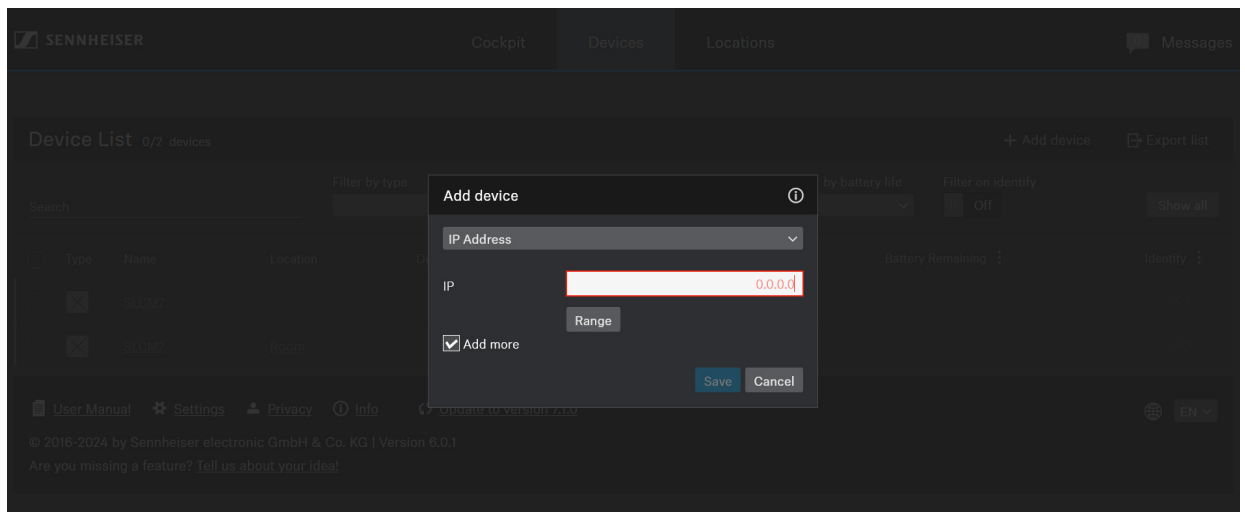 SENNHEISER
Cockpit
Devices
Locations
Messages
Device List 0/2 devices
+ Add device
Export list
Filter by type
by battery life
Filter on identify
Search
Off
Show all
Add device
IP Address
IP
0.0.0.0
Range
Add more
Save
Cancel
Type
Name
Location
Battery Remaining
Identify
Room
User Manual
Settings
Privacy
Info
Update to version 7.1.0
EN
© 2016-2024 by Sennheiser electronic GmbH & Co. KG | Version 6.0.1
Are you missing a feature? Tell us about your idea!